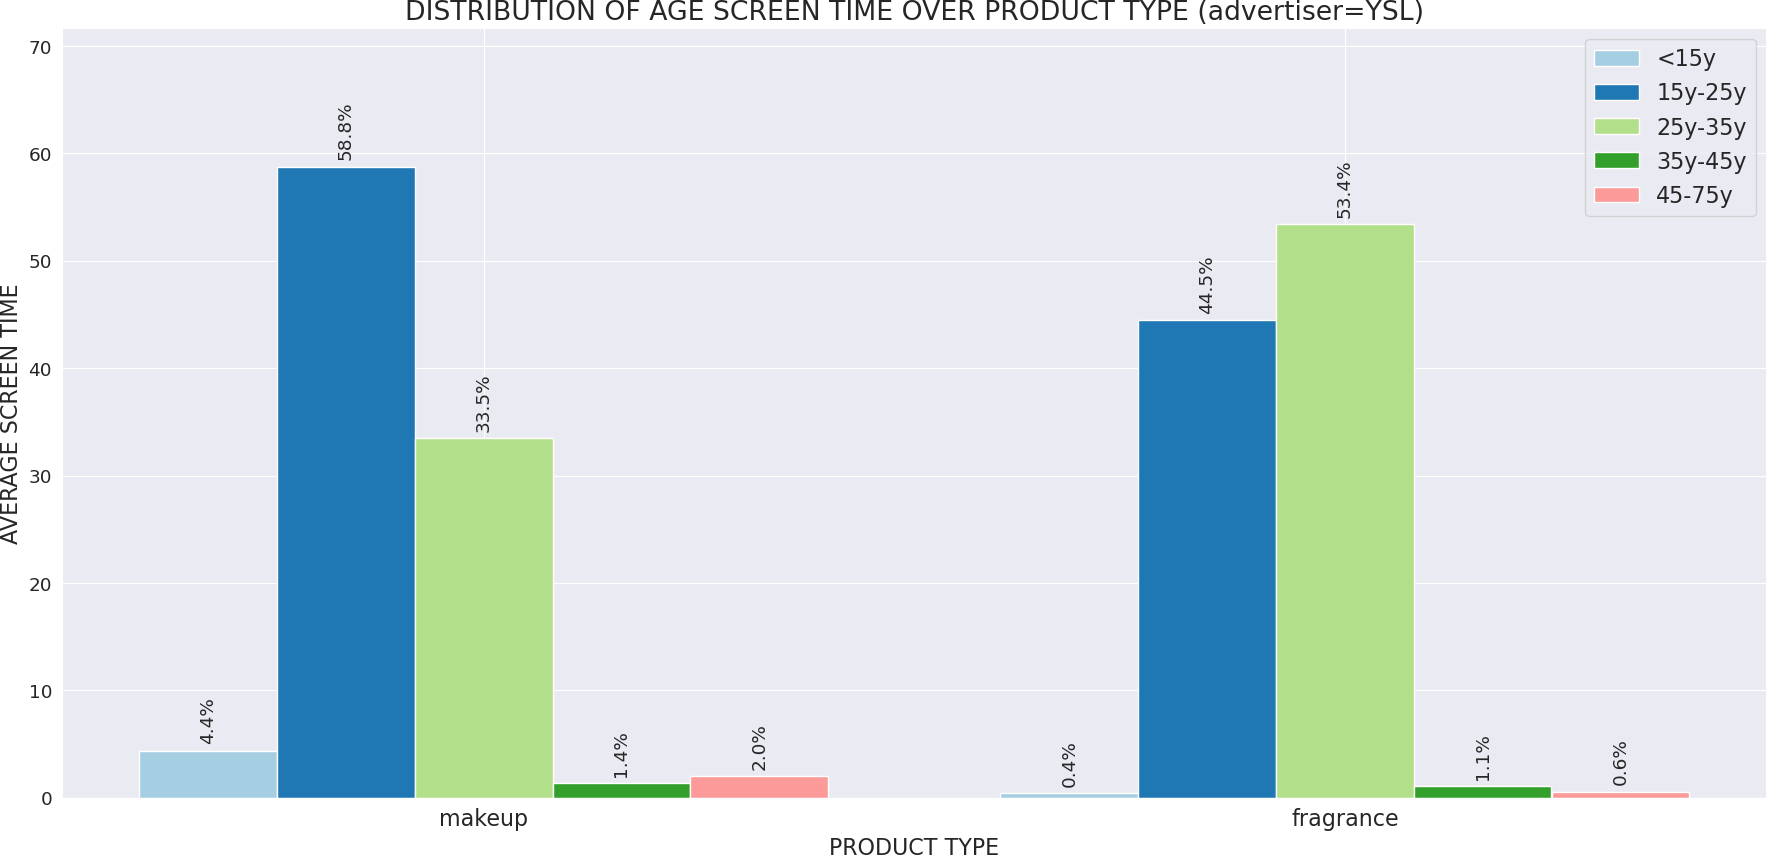 DISTRIBUTION OF AGE SCREEN TIME OVER PRODUCT TYPE (advertiser=YSL)
<15y
15y-25y
25y-35y
35y-45y
45-75y
AVERAGE SCREEN TIME
70
60
50
40
30
20
10
0
4.4%
58.8%
33.5%
1.4%
2.0%
0.4%
44.5%
53.4%
1.1%
0.6%
makeup
fragrance
PRODUCT TYPE